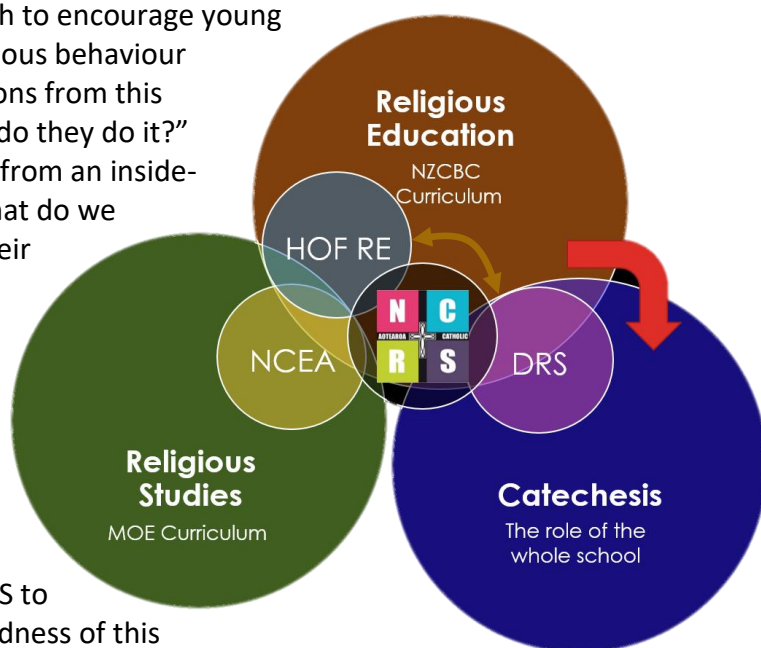 h to encourage young
ous behaviour
ons from this
do they do it?"
from an inside-
hat do we
eir
Religious
Education
NZCBC
Curriculum
HOF RE
N C
AOTEAROA CATHOLIC
R S
NCEA
DRS
Religious
Studies
MOE Curriculum
Catechesis
The role of the
whole school
S to
dness of this